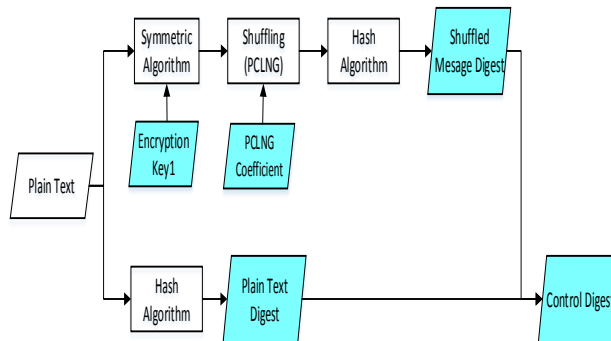 Symmetric
Algorithm
Shuffling
(PCLNG)
Hash
Algorithm
Shuffled
Mesage Digest
Encryption
Key1
PCLNG
Coefficient
Plain Text
Hash
Algorithm
Plain Text
Digest
Control Digest